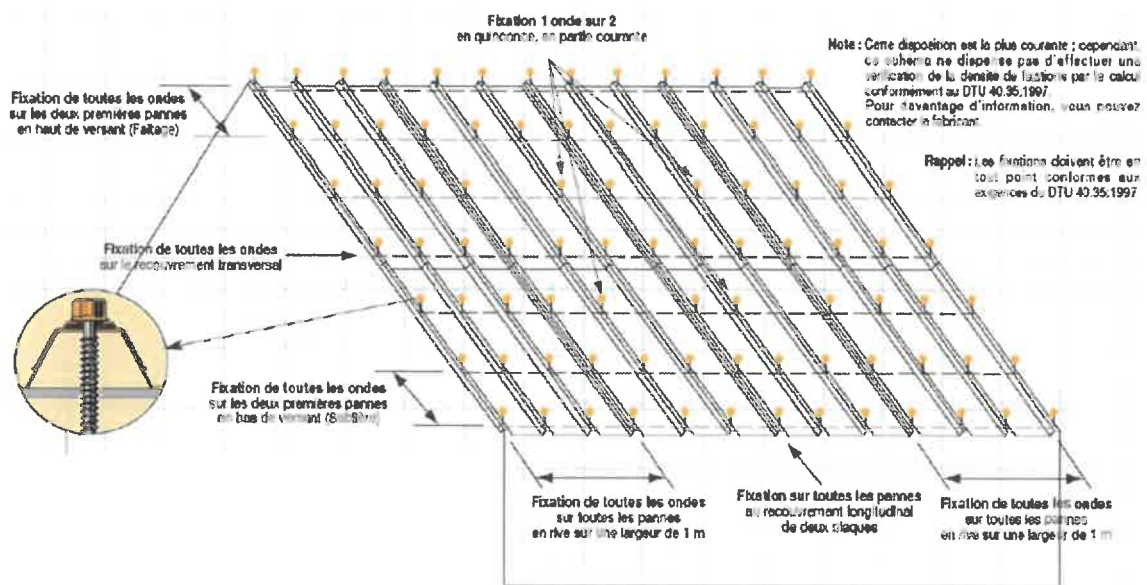 Fixation 1 onde sur 2
en quinconce, en partie courante
Note : Cette disposition est la plus courante ; cependant,
ce schema ne dispense pas d'effectuer une
verification de la densite de fixations par le calcul
conformément au DTU 40.35;1997.
Pour davantage d'information, vous pouvez
contacter le fabricant.
Rappel : Les fixations doivent être en
tout point conformes aux
exigences du DTU 40.35;1997
Fixation de toutes les ondes
sur les deux premières pannes
en haut de versant (Faîtage)
Fixation de toutes les ondes
sur le recouvrement transversal
Fixation de toutes les ondes
sur les deux premières pannes
en bas de versant (Sablière)
Fixation de toutes les ondes
sur toutes les pannes
en rive sur une largeur de 1 m
Fixation sur toutes les pannes
au recouvrement longitudinal
de deux plaques
Fixation de toutes les ondes
sur toutes les pannes
en rive sur une largeur de 1 m